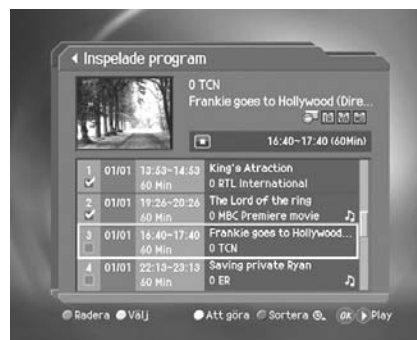 Inspelade program
0 TCN
Frankie goes to Hollywood (Dire...
16:40~17:40 (60Min)
1 01/01 13:53~14:53 King's Atraction
60 Min 0 RTL International
2 01/01 19:26~20:26 The Lord of the ring
60 Min 0 MBC Premiere movie
3 01/01 16:40~17:40 Frankie goes to Hollywood...
60 Min 0 TCN
4 01/01 22:13~23:13 Saving private Ryan
60 Min 0 ER
Radera Välj Att göra Sortera OK Play